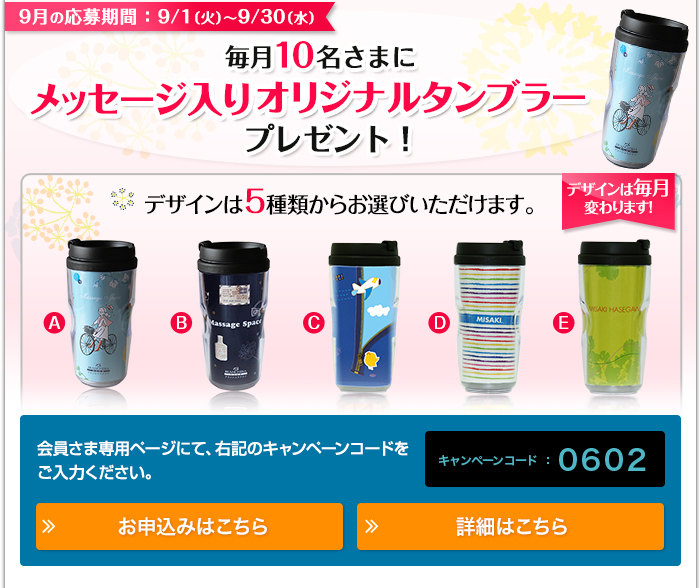 9月の応募期間：9/1(火)～9/30(水)
毎月10名さまに
メッセージ入りオリジナルタンブラー
プレゼント！
デザインは5種類からお選びいただけます。
デザインは毎月
変わります!
A
B
C
D
E
Massage Space
MISAKI
MISAKI HASEGAW
会員さま専用ページにて、右記のキャンペーンコードを
ご入力ください。
キャンペーンコード：0602
お申込みはこちら
詳細はこちら